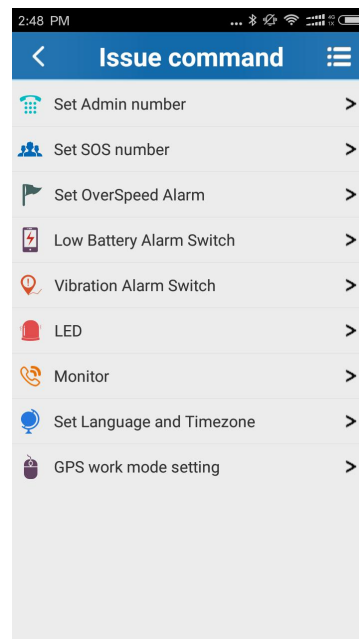 2:48 PM
Issue command
Set Admin number
Set SOS number
Set OverSpeed Alarm
Low Battery Alarm Switch
Vibration Alarm Switch
LED
Monitor
Set Language and Timezone
GPS work mode setting